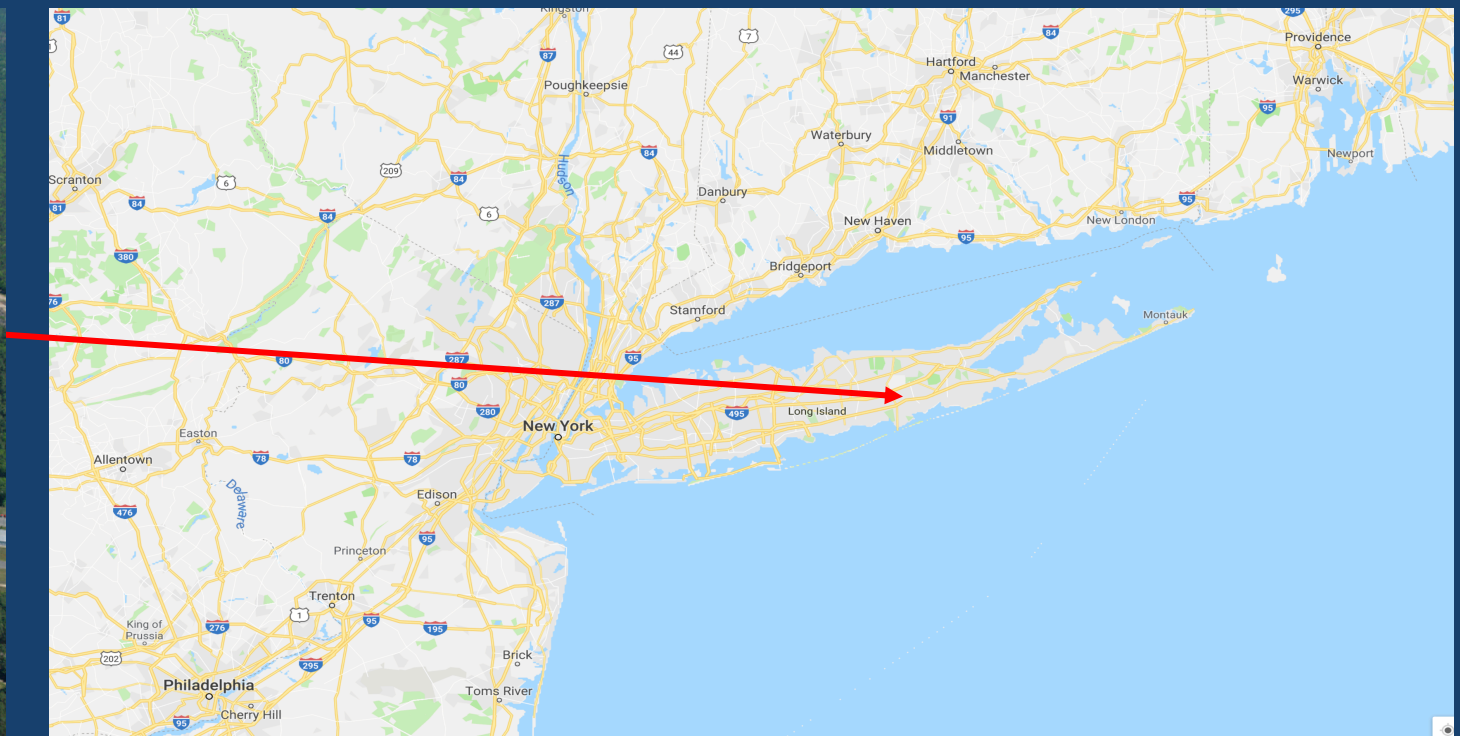 Kingston
81
295
84
7
Providence
87
44
Hartford
Manchester
Warwick
Poughkeepsie
95
91
Waterbury
Middletown
84
Newport
Hudson
209
Scranton
6
84
Danbury
95
81
84
84
6
New Haven
New London
95
380
Bridgeport
76
287
Stamford
Montauk
80
287
95
80
280
495
Long Island
New York
Easton
78
78
Allentown
Delaware
Edison
476
95
Princeton
Trenton
1
95
King of
Prussia
276
195
202
295
Brick
Philadelphia
Toms River
Cherry Hill
95